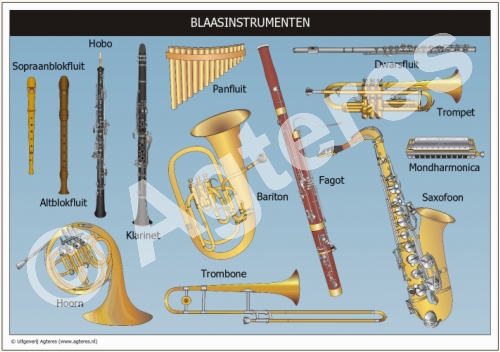 BLAASINSTRUMENTEN
Hobo
Sopraanblokfluit
Panfluit
Dwarsfluit
Trompet
Mondharmonica
Altblokfluit
Klarinet
Bariton
Fagot
Saxofoon
Hoorn
Trombone
© Agteres
© Uitgeverij Agteres (www.agteres.nl)